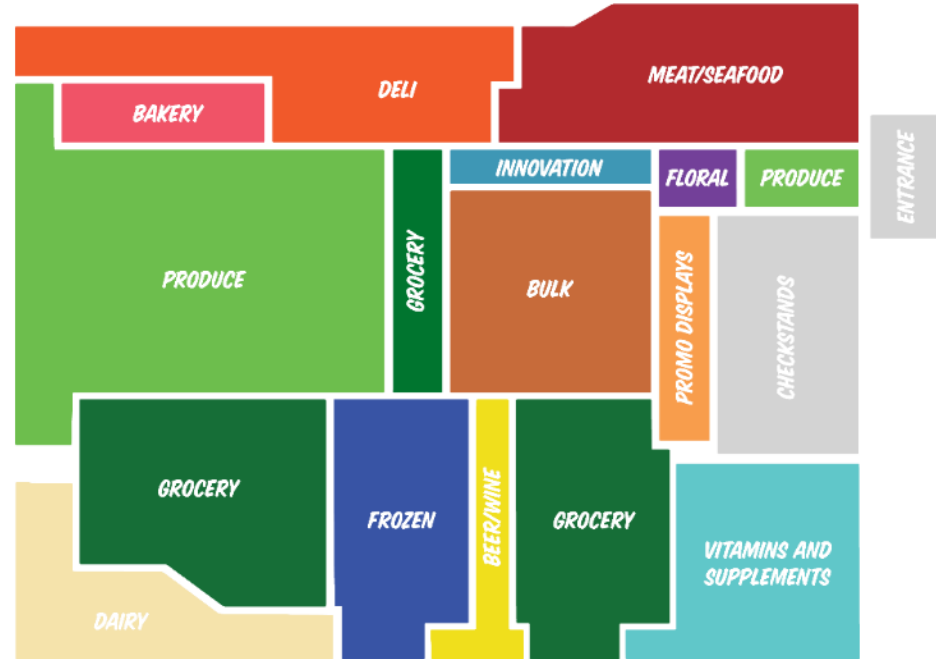 MEAT/SEAFOOD
DELI
BAKERY
ENTRANCE
INNOVATION
FLORAL
PRODUCE
PRODUCE
GROCERY
BULK
PROMO DISPLAYS
CHECKSTANDS
GROCERY
FROZEN
BEER/WINE
GROCERY
VITAMINS AND
SUPPLEMENTS
DAIRY